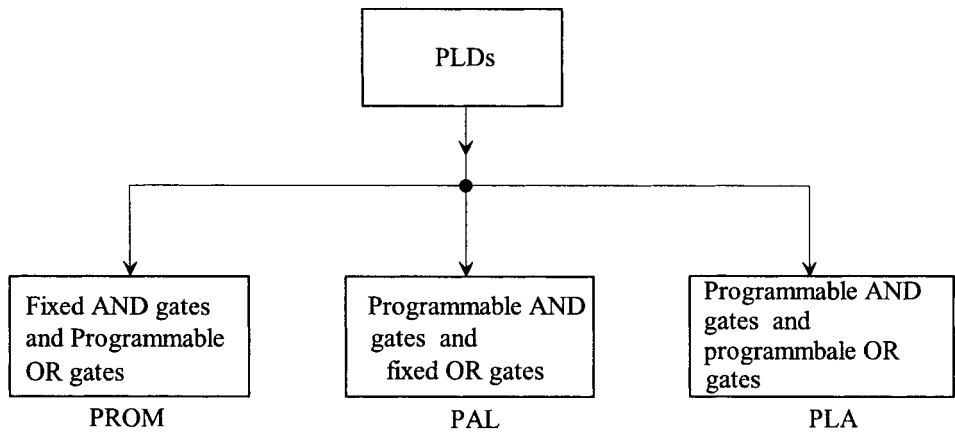 PLDs
Fixed AND gates
and Programmable
OR gates
PROM
Programmable AND
gates and
fixed OR gates
PAL
Programmable AND
gates and
programmbale OR
gates
PLA